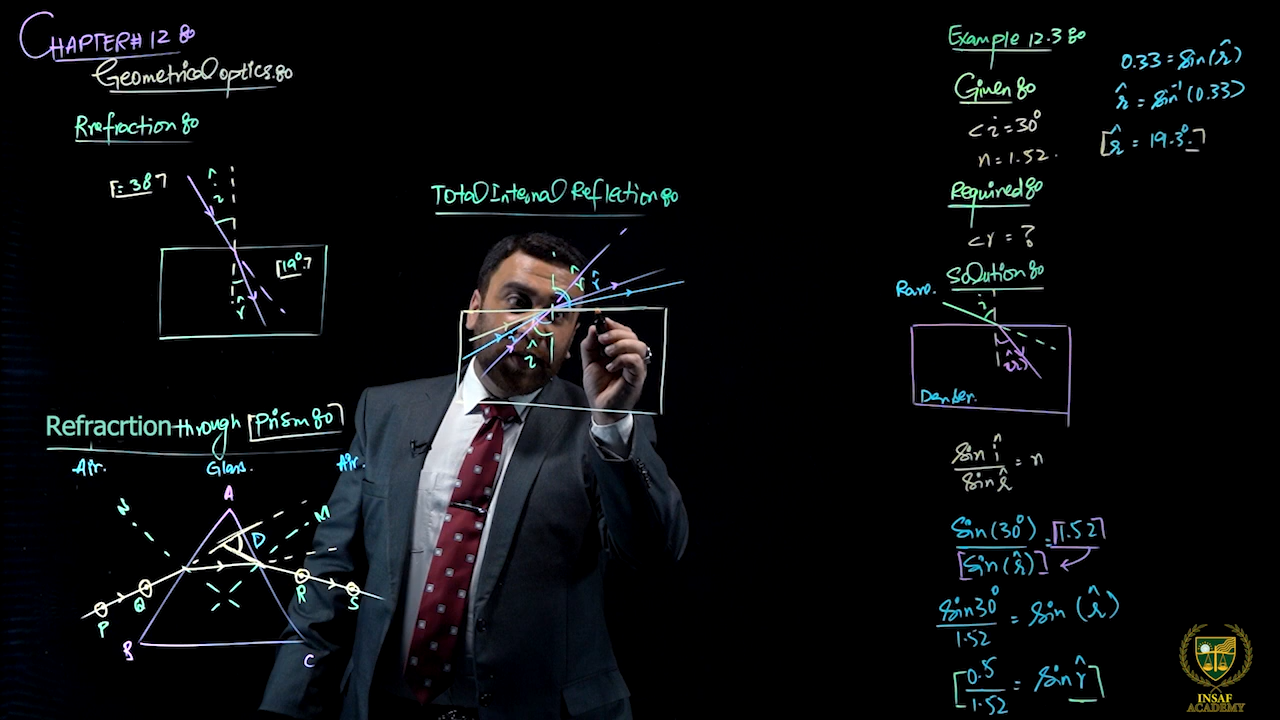 CHAPTER# 12 %
Geometrical optics %
Rrefraction %
[= 38°]
î
[19°.]
r̂
Refracrtion through [Prism %]
Air.
Glass.
Air.
A
N
M
D
P
Q
R
S
B
C
Total Internal Reflection %
r̂
r̂
î
Example 12.3 %
Given %
<i = 30°
n = 1.52.
Required %
<r = ?
Solution %
Rare.
i
r̂
Denser.
sin î / sin r̂ = n
sin(30°) / [sin(r̂)] = [1.52]
sin30° / 1.52 = sin (r̂)
[0.5 / 1.52 = sin r̂]
0.33 = sin(r̂)
r̂ = sin⁻¹(0.33)
[r̂ = 19.3°.]
INSAF
ACADEMY